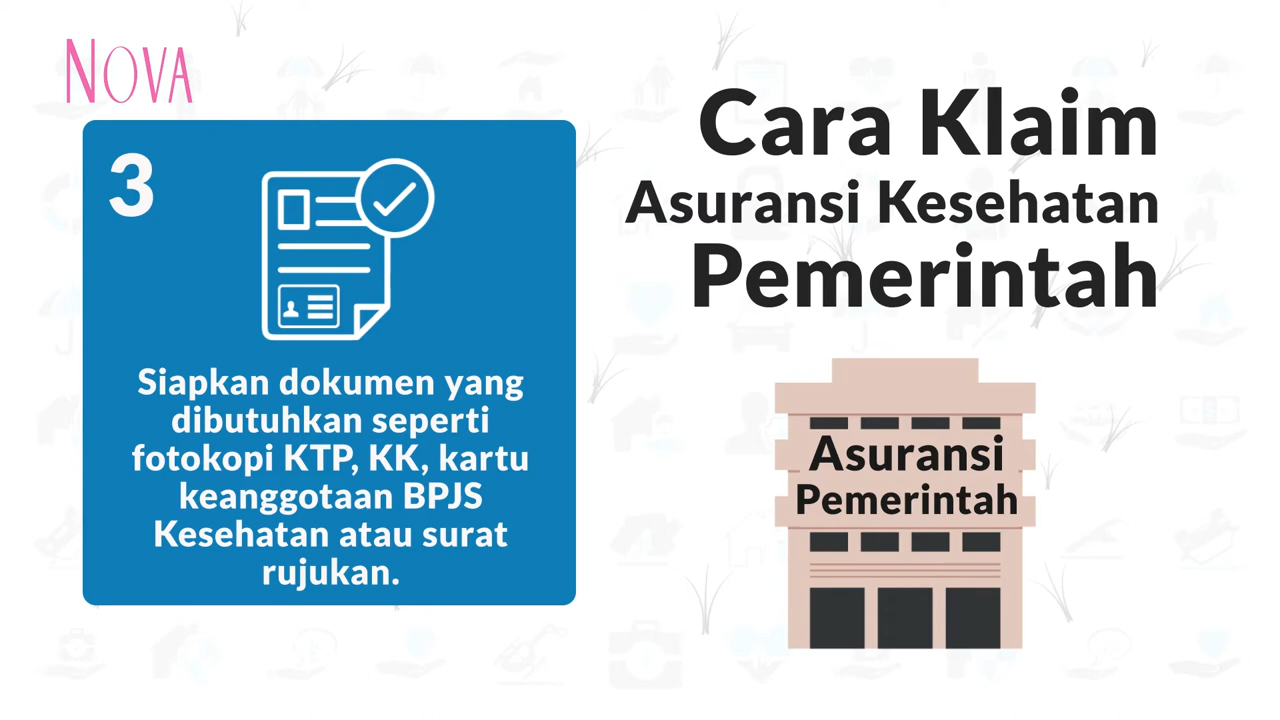 NOVA
3
Siapkan dokumen yang
dibutuhkan seperti
fotokopi KTP, KK, kartu
keanggotaan BPJS
Kesehatan atau surat
rujukan.
Cara Klaim
Asuransi Kesehatan
Pemerintah
Asuransi
Pemerintah